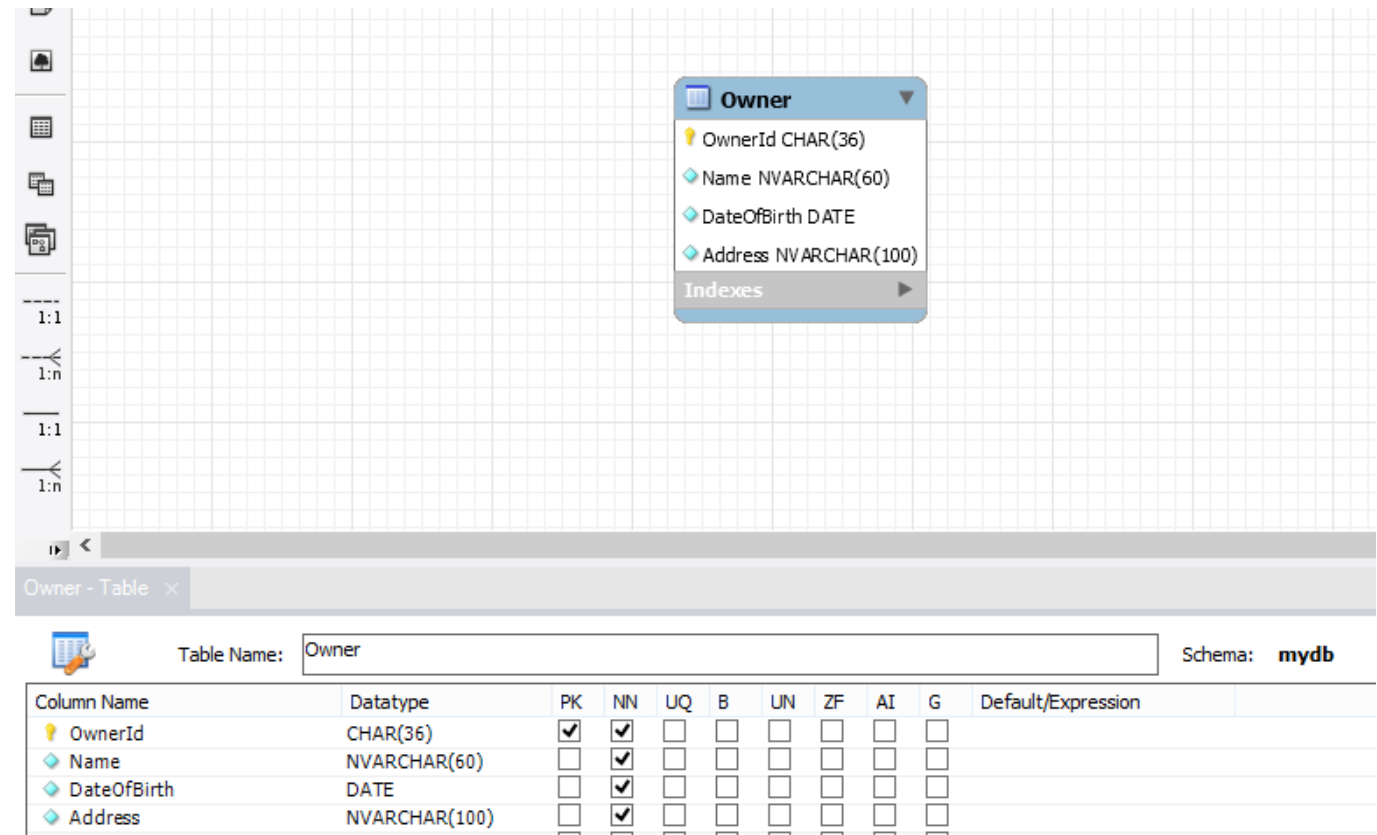 Owner
OwnerId CHAR(36)
Name NVARCHAR(60)
DateOfBirth DATE
Address NVARCHAR(100)
Indexes
1:1
1:n
1:1
1:n
Owner - Table
Table Name: Owner Schema: mydb
Column Name Datatype PK NN UQ B UN ZF AI G Default/Expression
OwnerId CHAR(36)
Name NVARCHAR(60)
DateOfBirth DATE
Address NVARCHAR(100)